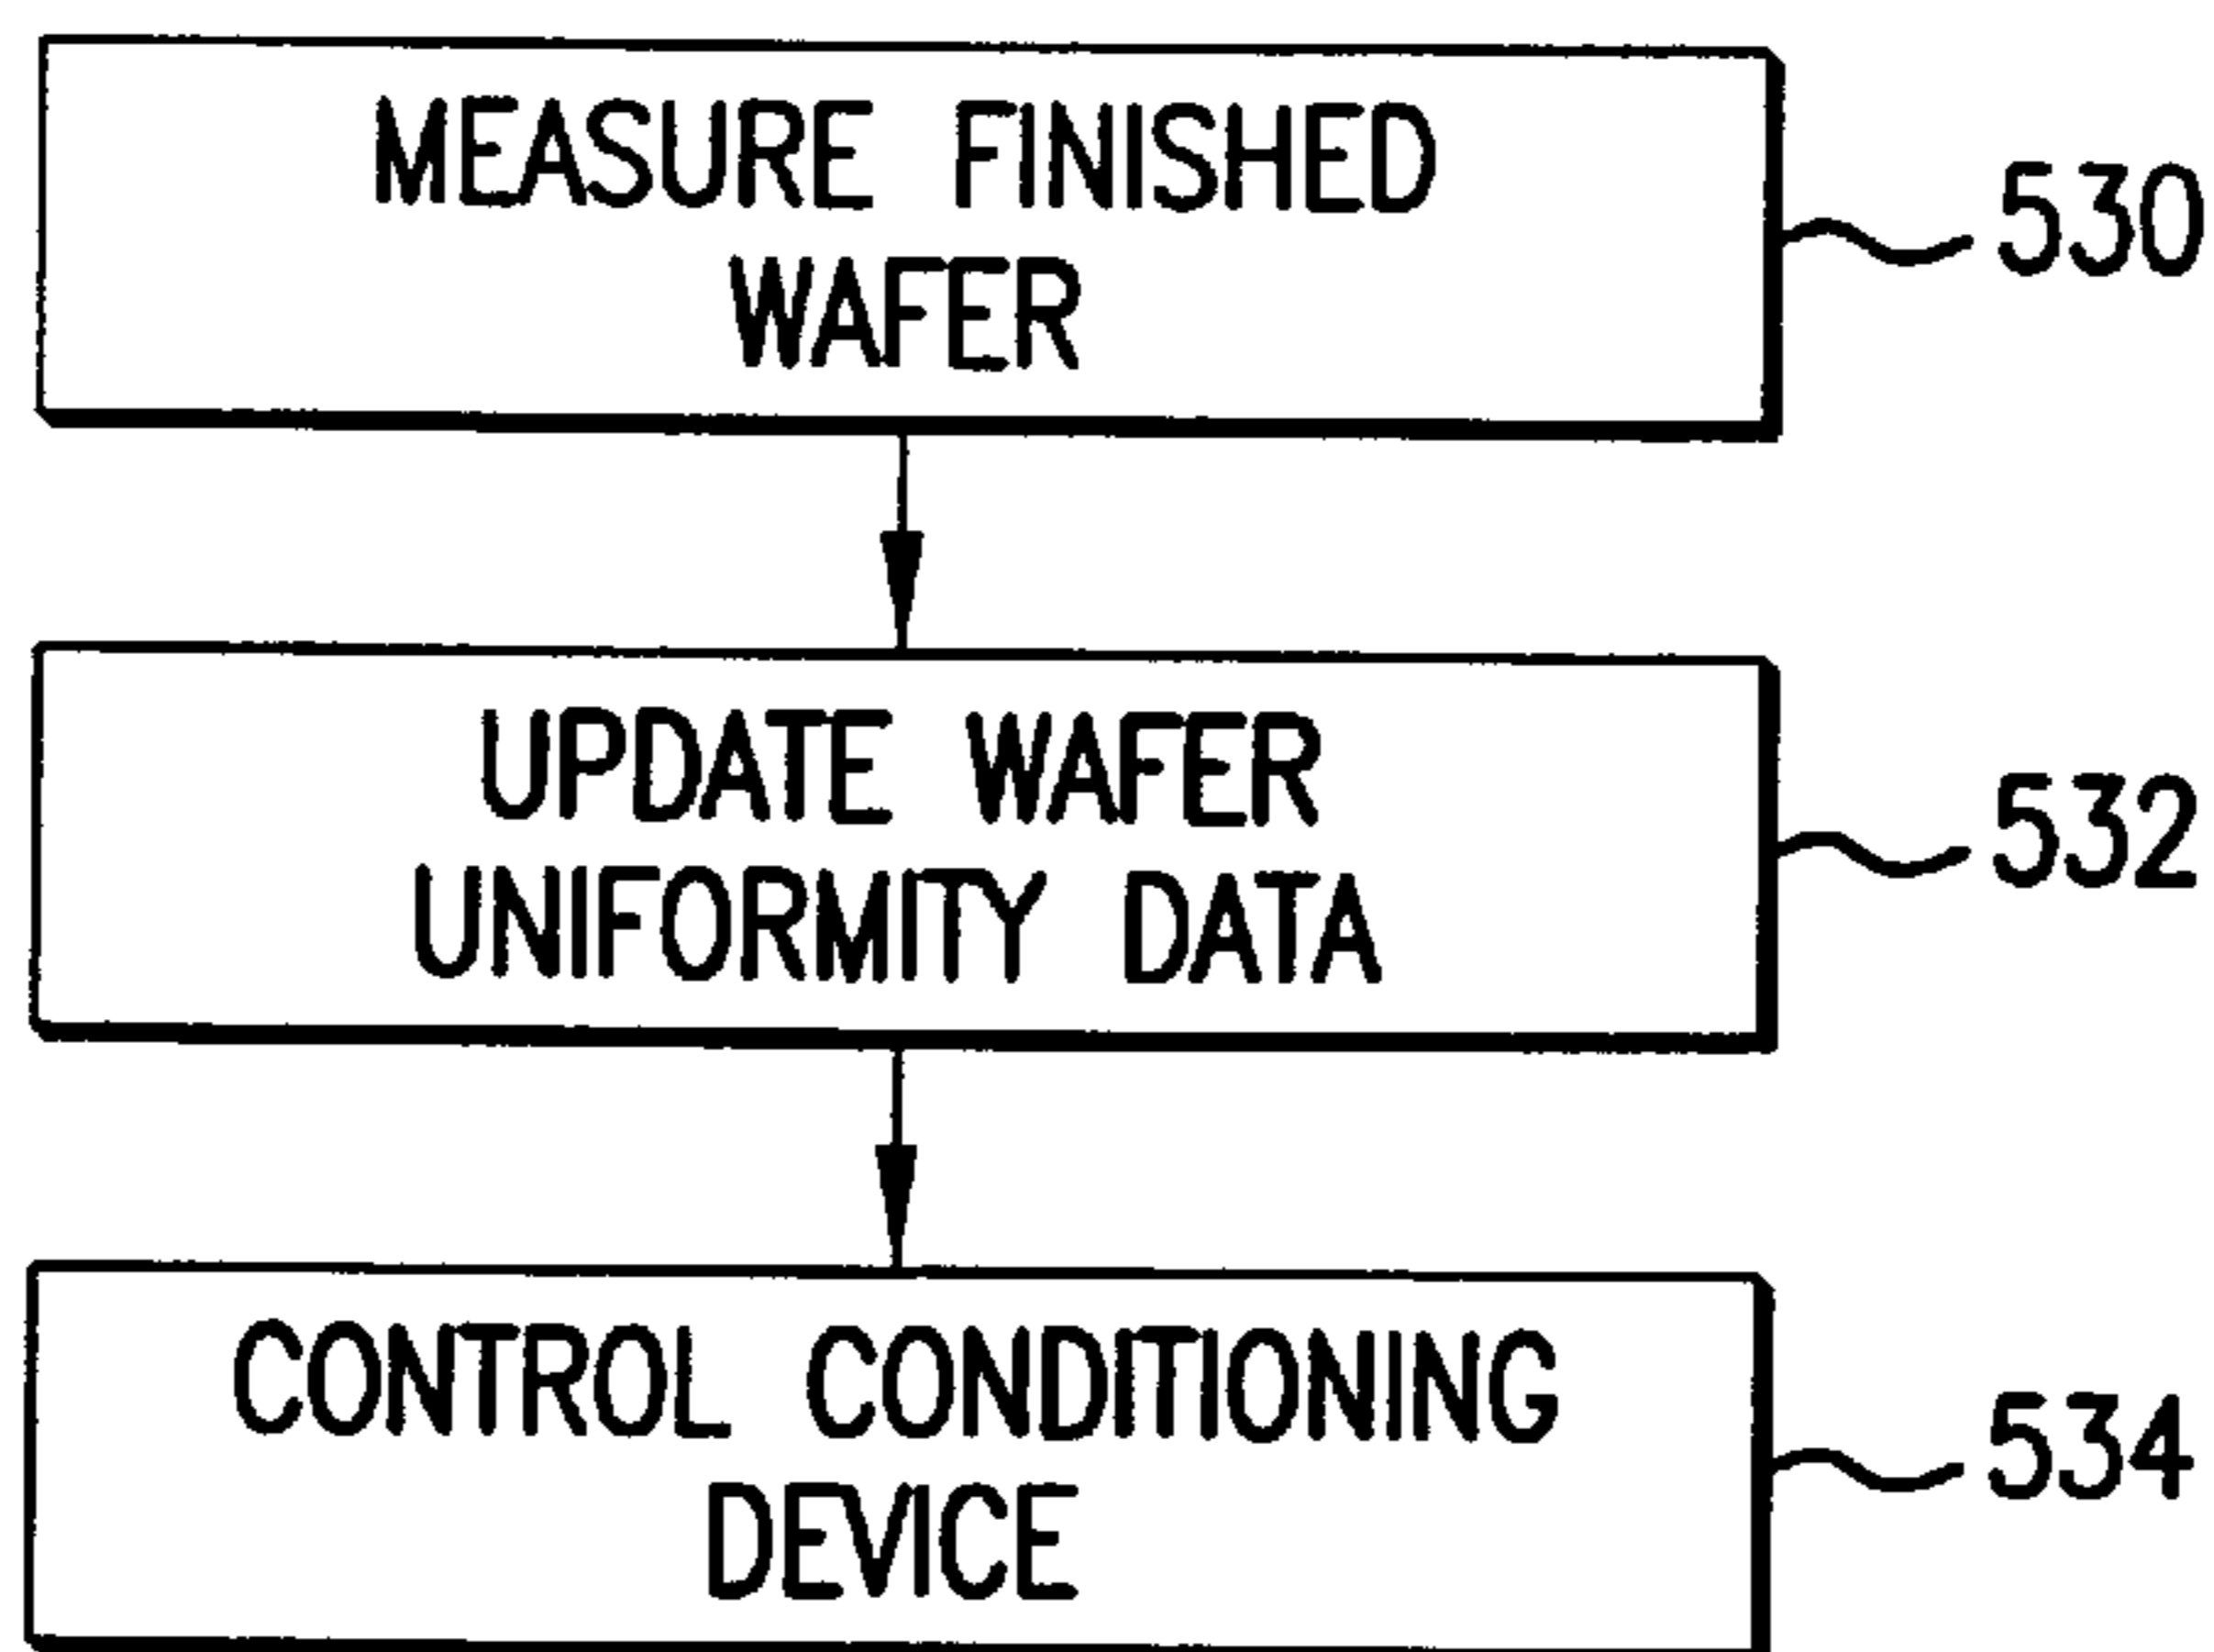 MEASURE FINISHED
WAFER
530
UPDATE WAFER
UNIFORMITY DATA
532
CONTROL CONDITIONING
DEVICE
534